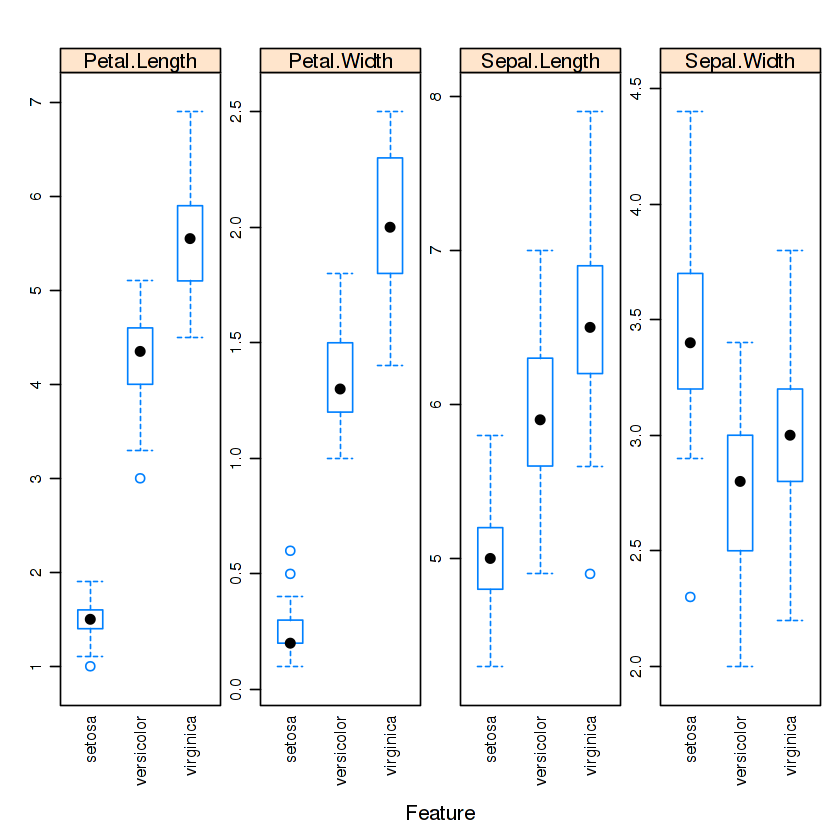 Petal.Length
Petal.Width
Sepal.Length
Sepal.Width
7
6
5
4
3
2
1
2.5
2.0
1.5
1.0
0.5
0.0
8
7
6
5
4.5
4.0
3.5
3.0
2.5
2.0
setosa
versicolor
virginica
setosa
versicolor
virginica
setosa
versicolor
virginica
setosa
versicolor
virginica
Feature